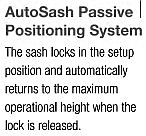 AutoSash Passive
Positioning System
The sash locks in the setup
position and automatically
returns to the maximum
operational height when the
lock is released.